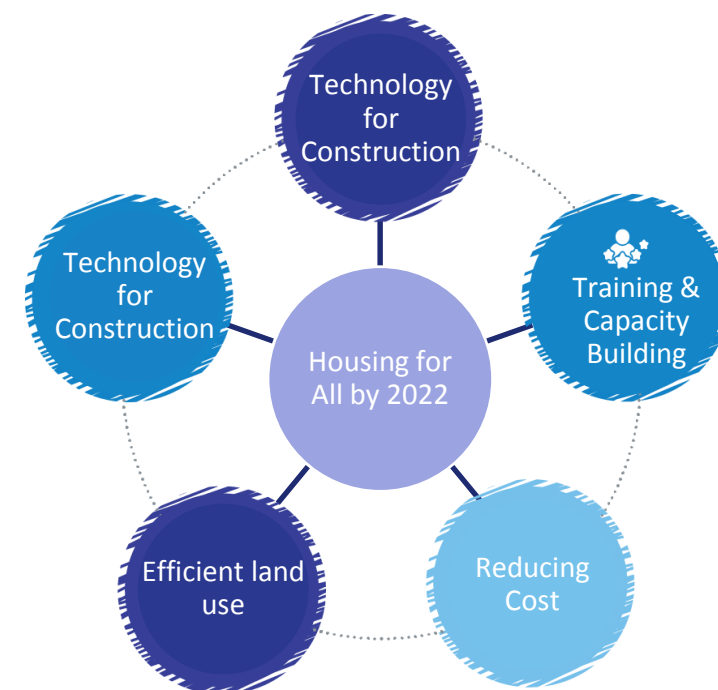 Technology
for
Construction
Technology
for
Construction
Training &
Capacity
Building
Housing for
All by 2022
Efficient land
use
Reducing
Cost